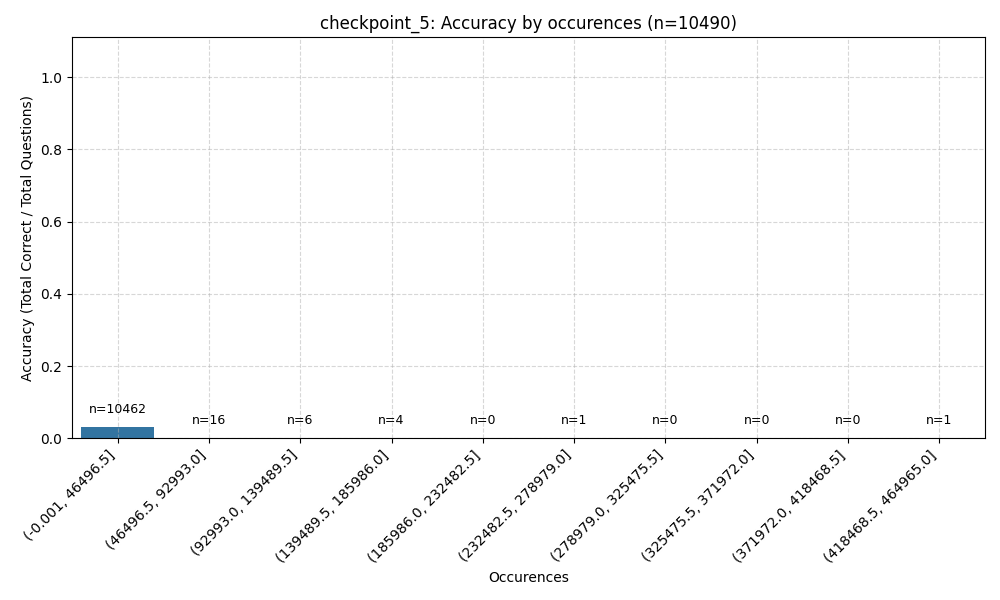 checkpoint_5: Accuracy by occurences (n=10490)
Accuracy (Total Correct / Total Questions)
1.0
0.8
0.6
0.4
0.2
0.0
n=10462
n=16
n=6
n=4
n=0
n=1
n=0
n=0
n=0
n=1
(-0.001, 46496.5]
(46496.5, 92993.0]
(92993.0, 139489.5]
(139489.5, 185986.0]
(185986.0, 232482.5]
(232482.5, 278979.0]
(278979.0, 325475.5]
(325475.5, 371972.0]
(371972.0, 418468.5]
(418468.5, 464965.0]
Occurences